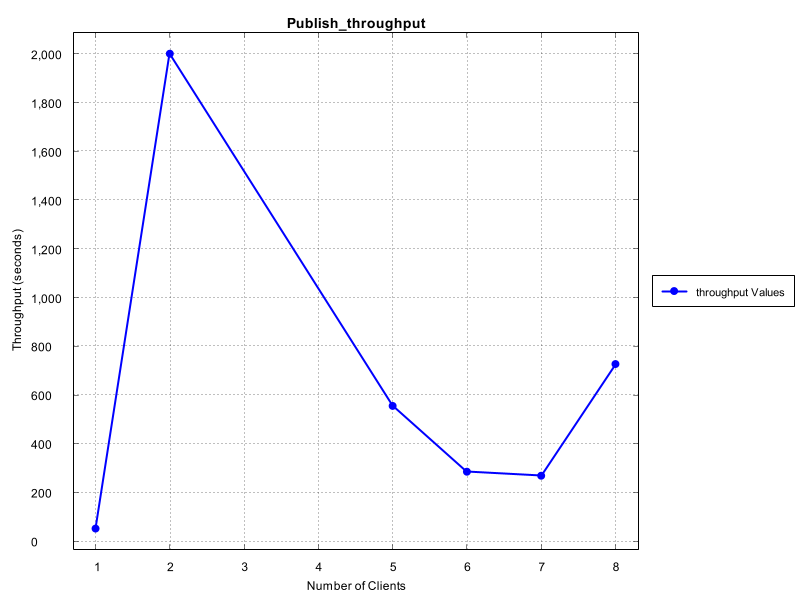 Publish_throughput
2,000
1,800
1,600
1,400
1,200
1,000
800
600
400
200
0
Throughput (seconds)
1 2 3 4 5 6 7 8
Number of Clients
throughput Values